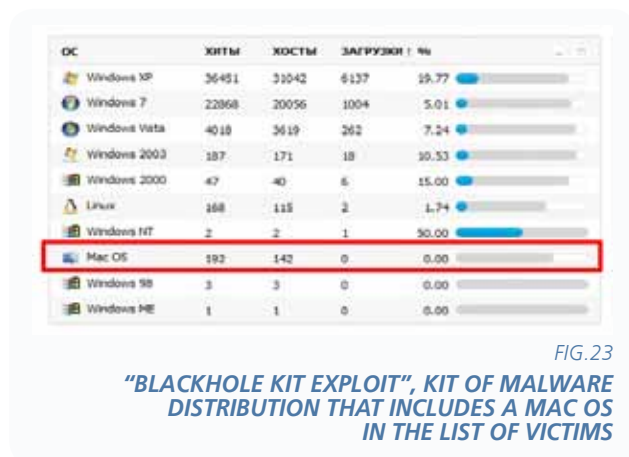 ОС ХИТЫ ХОСТЫ ЗАГРУЗКИ ↑ %
Windows XP 36451 31042 6137 19.77
Windows 7 22868 20056 1004 5.01
Windows Vista 4018 3619 262 7.24
Windows 2003 187 171 18 10.53
Windows 2000 47 40 6 15.00
Linux 168 115 2 1.74
Windows NT 2 2 1 50.00
Mac OS 192 142 0 0.00
Windows 98 3 3 0 0.00
Windows ME 1 1 0 0.00
FIG.23
"BLACKHOLE KIT EXPLOIT", KIT OF MALWARE
DISTRIBUTION THAT INCLUDES A MAC OS
IN THE LIST OF VICTIMS